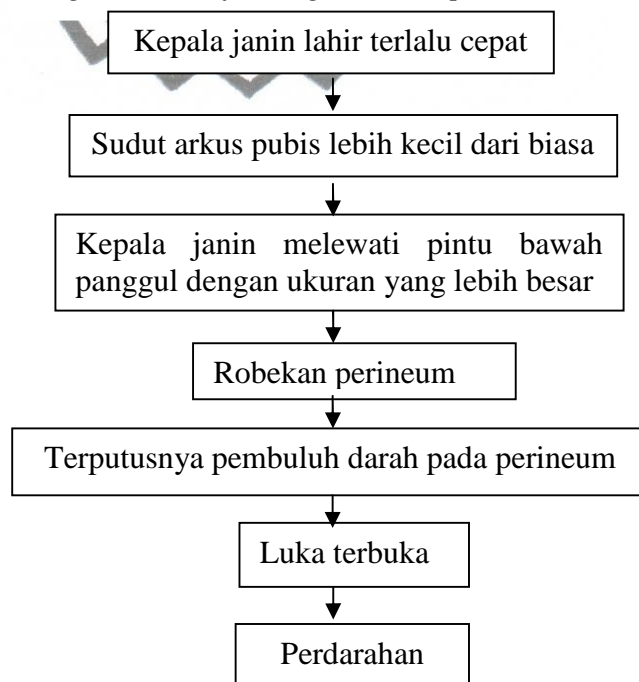 Kepala janin lahir terlalu cepat
Sudut arkus pubis lebih kecil dari biasa
Kepala janin melewati pintu bawah
panggul dengan ukuran yang lebih besar
Robekan perineum
Terputusnya pembuluh darah pada perineum
Luka terbuka
Perdarahan